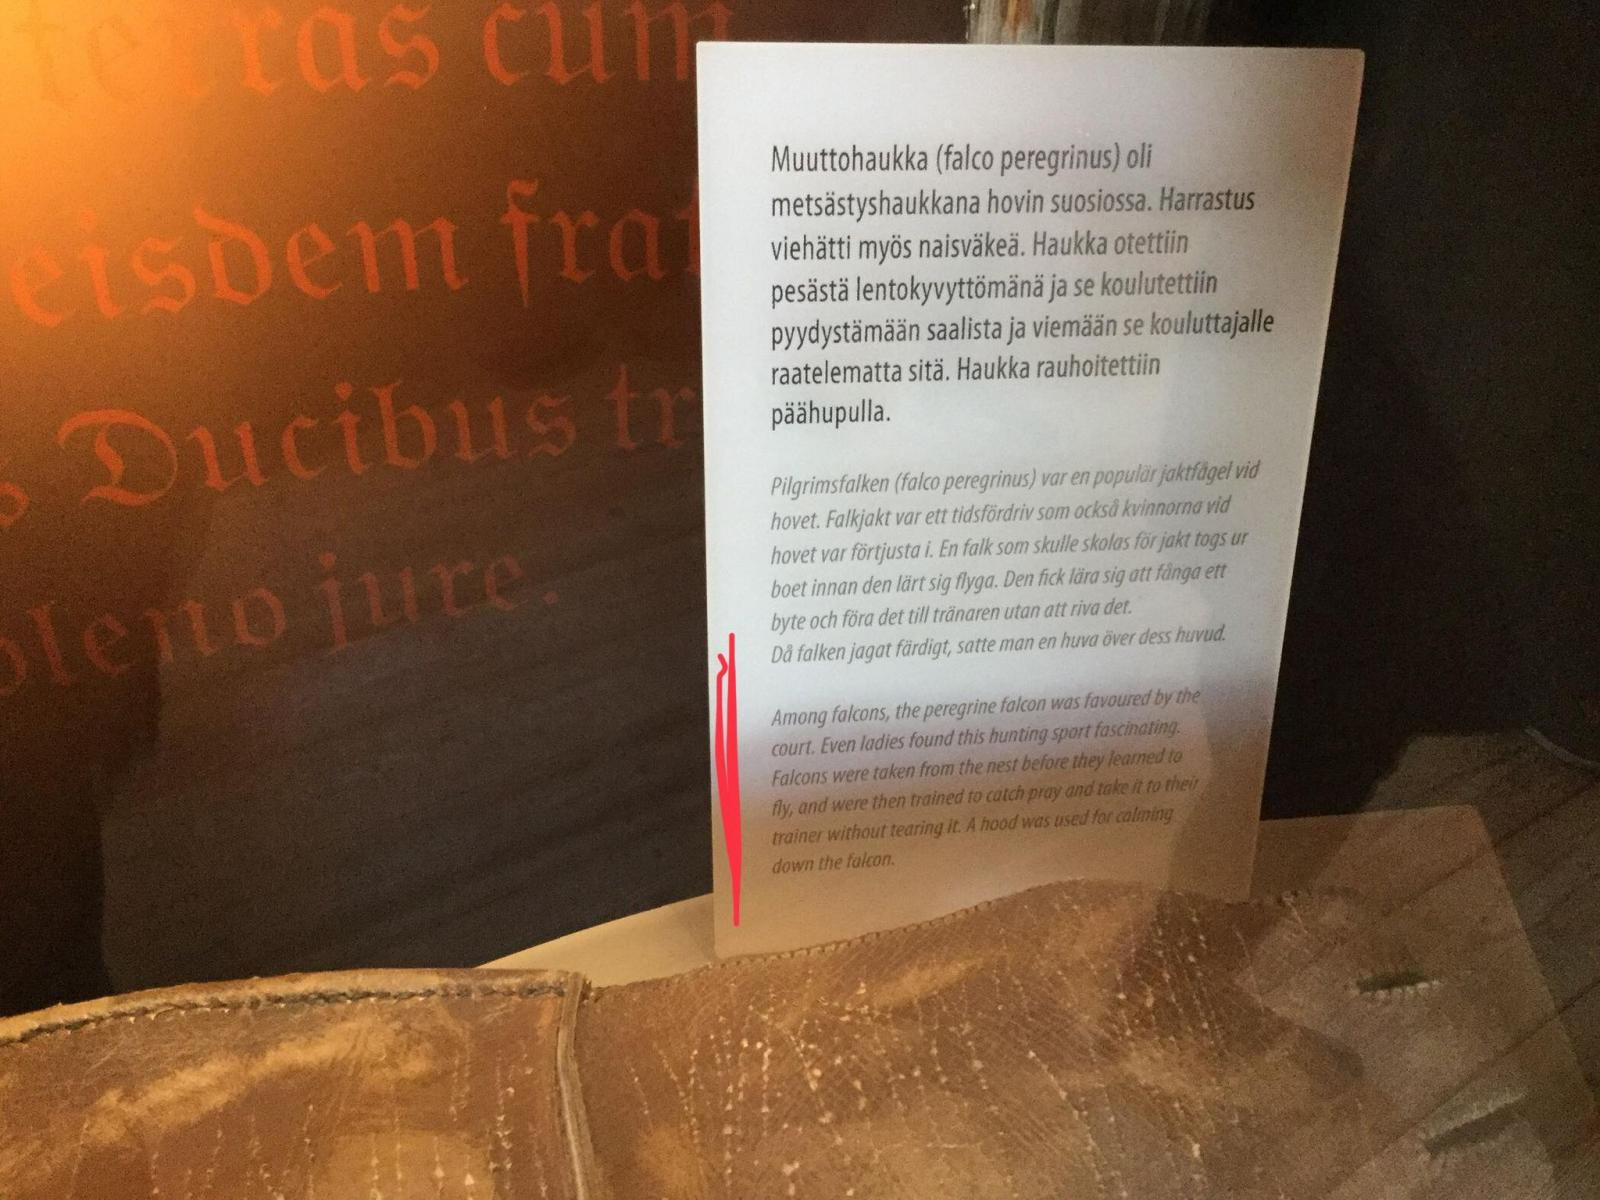 terras cum
eisdem frat
Ducibus tr
pleno jure.
Muuttohaukka (falco peregrinus) oli
metsästyshaukkana hovin suosiossa. Harrastus
viehätti myös naisväkeä. Haukka otettiin
pesästä lentokyvyttömänä ja se koulutettiin
pyydystämään saalista ja viemään se kouluttajalle
raatelematta sitä. Haukka rauhoitettiin
päähupulla.
Pilgrimsfalken (falco peregrinus) var en populär jaktfågel vid
hovet. Falkjakt var ett tidsfördriv som också kvinnorna vid
hovet var förtjusta i. En falk som skulle skolas för jakt togs ur
boet innan den lärt sig flyga. Den fick lära sig att fånga ett
byte och föra det till tränaren utan att riva det.
Då falken jagat färdigt, satte man en huva över dess huvud.
Among falcons, the peregrine falcon was favoured by the
court. Even ladies found this hunting sport fascinating.
Falcons were taken from the nest before they learned to
fly, and were then trained to catch pray and take it to their
trainer without tearing it. A hood was used for calming
down the falcon.